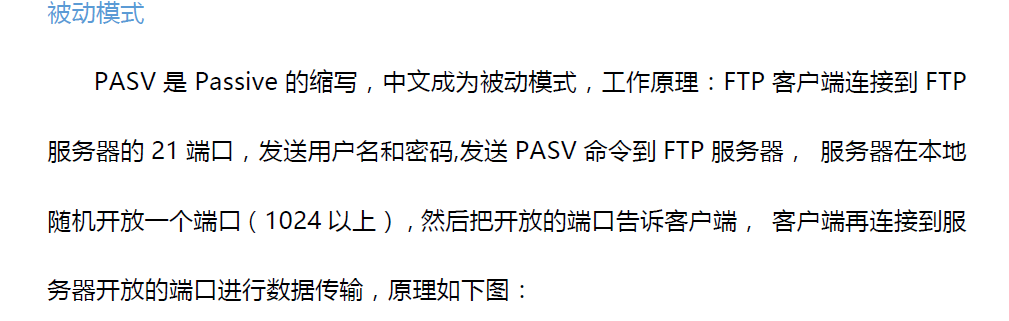 被动模式
PASV 是 Passive 的缩写，中文成为被动模式，工作原理：FTP 客户端连接到 FTP
服务器的 21 端口，发送用户名和密码,发送 PASV 命令到 FTP 服务器， 服务器在本地
随机开放一个端口（1024 以上）,然后把开放的端口告诉客户端， 客户端再连接到服
务器开放的端口进行数据传输，原理如下图：